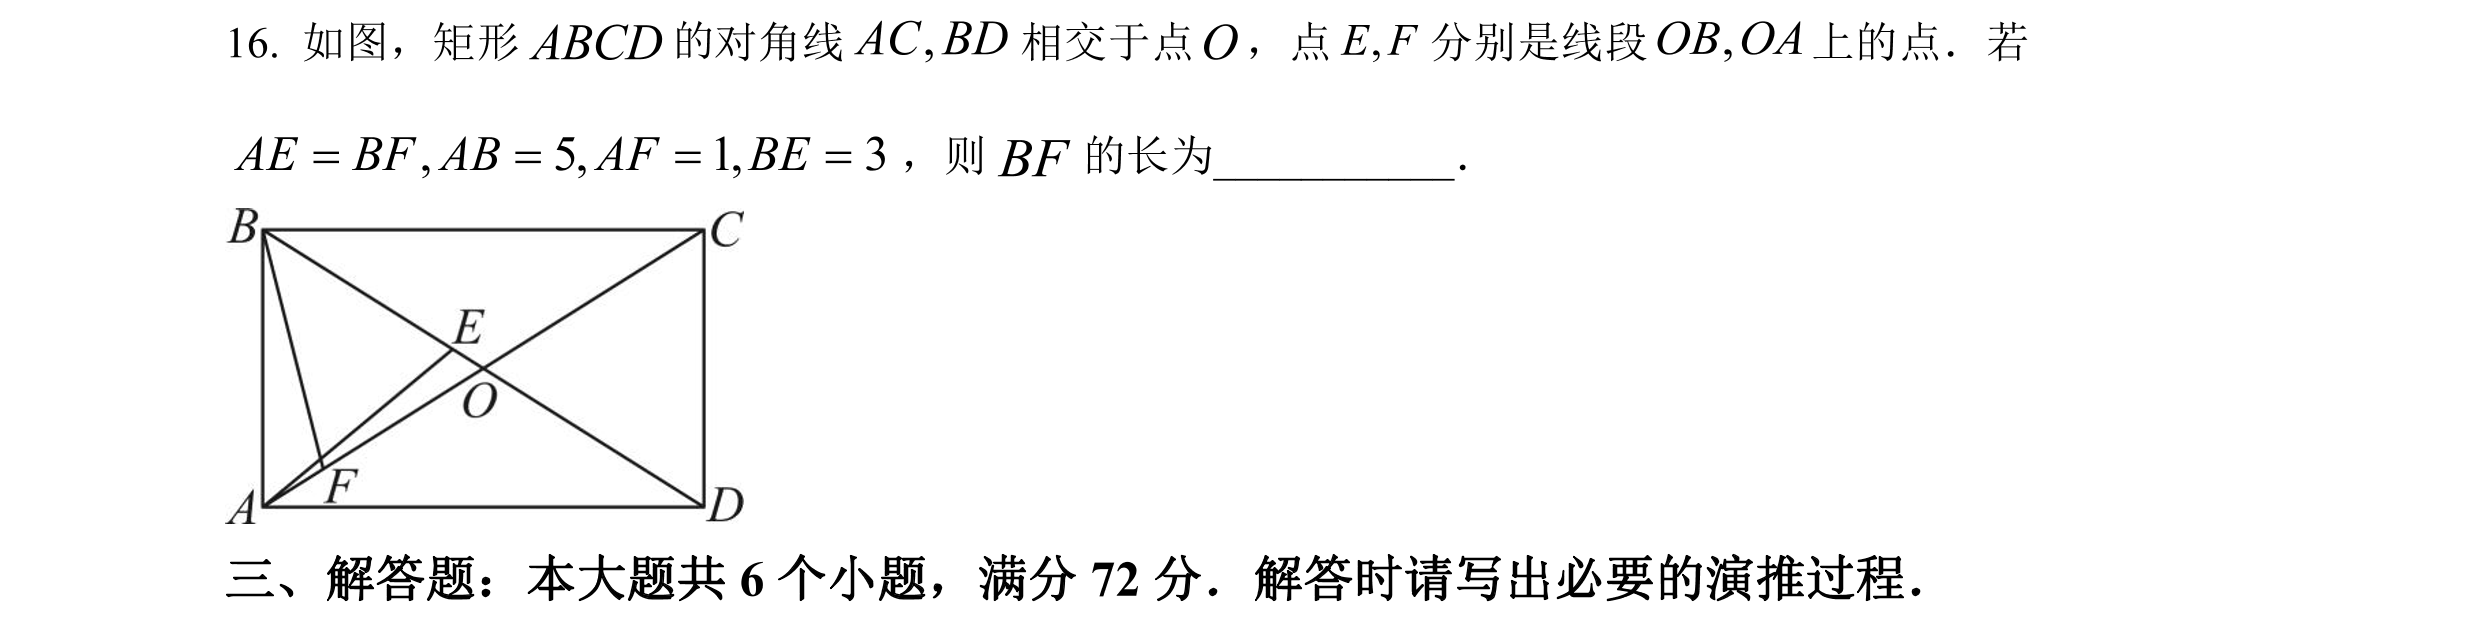 16. 如图，矩形 ABCD 的对角线 AC,BD 相交于点 O，点 E,F 分别是线段 OB,OA 上的点．若
AE = BF, AB = 5, AF = 1, BE = 3，则 BF 的长为___________．
B
C
E
O
F
A
D
三、解答题：本大题共 6 个小题，满分 72 分．解答时请写出必要的演推过程．